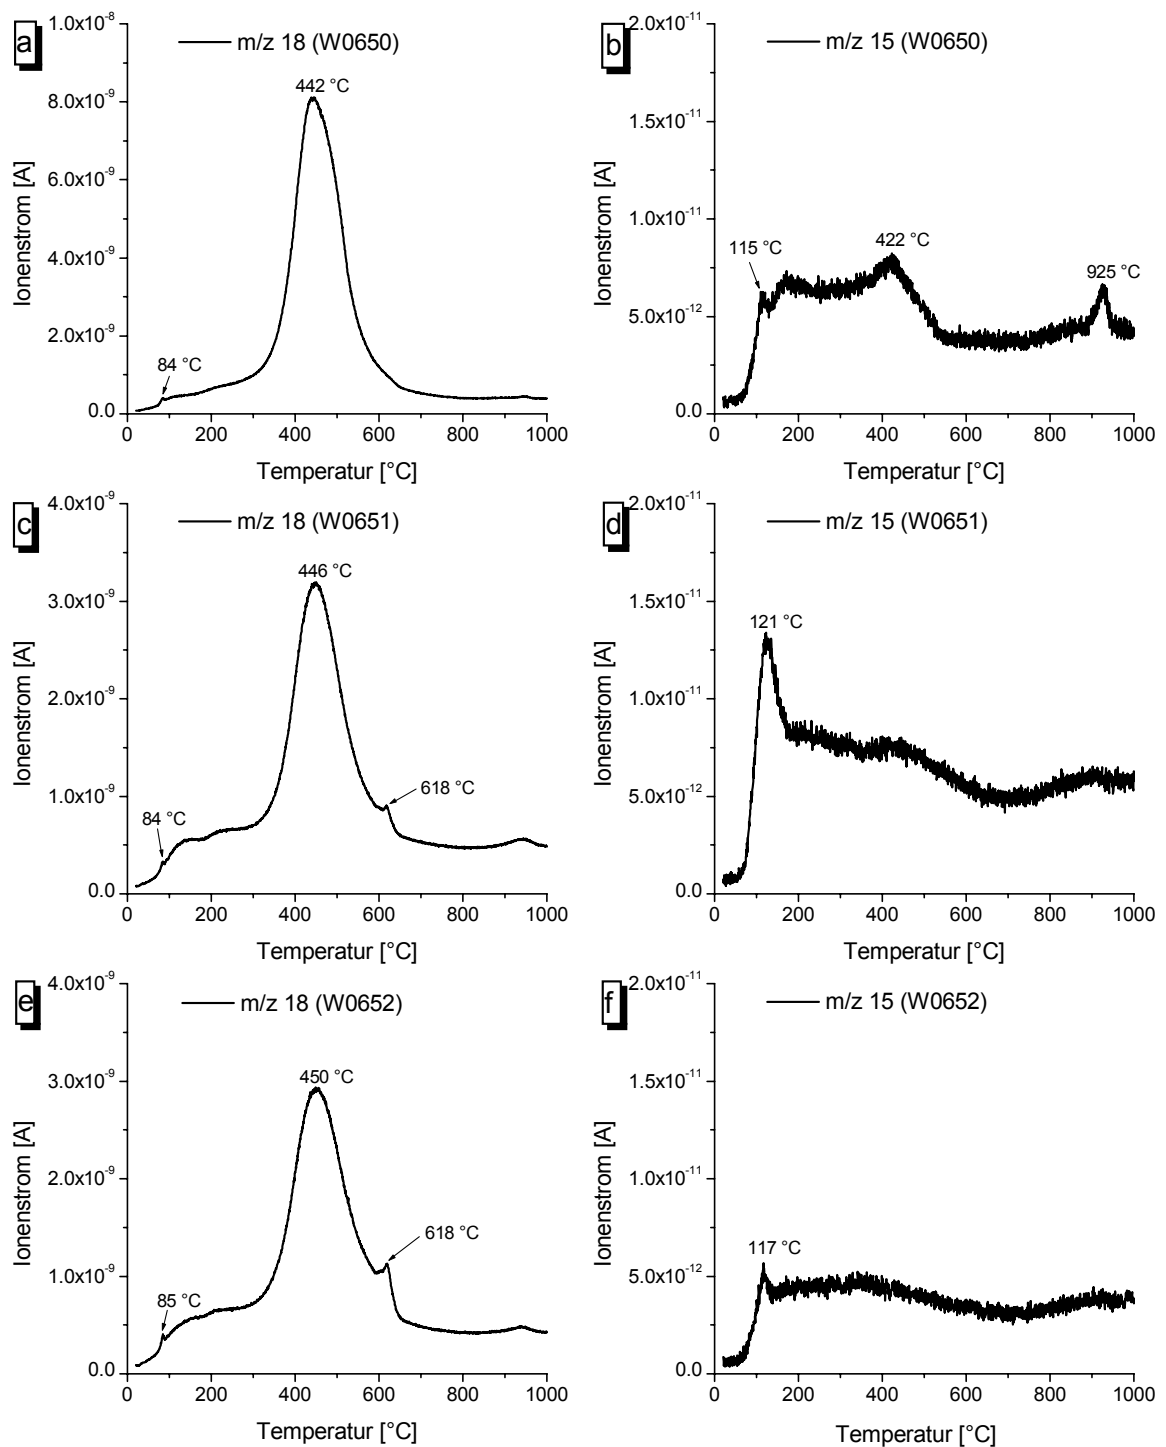 a
1.0x10⁻⁸
8.0x10⁻⁹
6.0x10⁻⁹
4.0x10⁻⁹
2.0x10⁻⁹
0.0
Ionenstrom [A]
m/z 18 (W0650)
442 °C
84 °C
0 200 400 600 800 1000
Temperatur [°C]
b
2.0x10⁻¹¹
1.5x10⁻¹¹
1.0x10⁻¹¹
5.0x10⁻¹²
0.0
Ionenstrom [A]
m/z 15 (W0650)
115 °C
422 °C
925 °C
0 200 400 600 800 1000
Temperatur [°C]
c
4.0x10⁻⁹
3.0x10⁻⁹
2.0x10⁻⁹
1.0x10⁻⁹
0.0
Ionenstrom [A]
m/z 18 (W0651)
446 °C
618 °C
84 °C
0 200 400 600 800 1000
Temperatur [°C]
d
2.0x10⁻¹¹
1.5x10⁻¹¹
1.0x10⁻¹¹
5.0x10⁻¹²
0.0
Ionenstrom [A]
m/z 15 (W0651)
121 °C
0 200 400 600 800 1000
Temperatur [°C]
e
4.0x10⁻⁹
3.0x10⁻⁹
2.0x10⁻⁹
1.0x10⁻⁹
0.0
Ionenstrom [A]
m/z 18 (W0652)
450 °C
618 °C
85 °C
0 200 400 600 800 1000
Temperatur [°C]
f
2.0x10⁻¹¹
1.5x10⁻¹¹
1.0x10⁻¹¹
5.0x10⁻¹²
0.0
Ionenstrom [A]
m/z 15 (W0652)
117 °C
0 200 400 600 800 1000
Temperatur [°C]